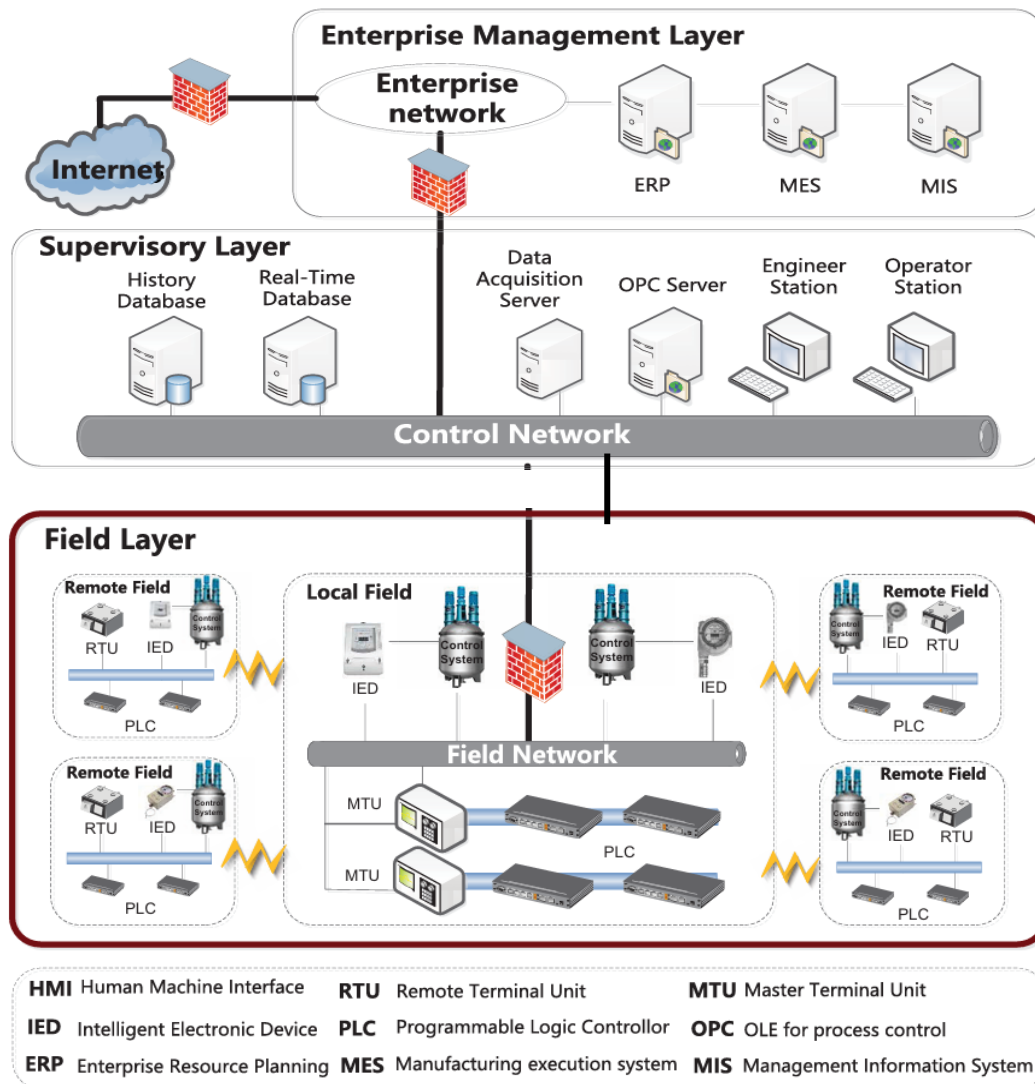 Enterprise Management Layer
Enterprise
network
Internet
ERP
MES
MIS
Supervisory Layer
History
Database
Real-Time
Database
Data
Acquisition
Server
OPC Server
Engineer
Station
Operator
Station
Control Network
Field Layer
Remote Field
RTU
IED
Control
System
PLC
Remote Field
RTU
IED
Control
System
PLC
Local Field
IED
Control
System
Control
System
IED
Field Network
MTU
PLC
MTU
Remote Field
Control
System
IED
RTU
PLC
Remote Field
Control
System
IED
RTU
PLC
HMI Human Machine Interface
RTU Remote Terminal Unit
MTU Master Terminal Unit
IED Intelligent Electronic Device
PLC Programmable Logic Controllor
OPC OLE for process control
ERP Enterprise Resource Planning
MES Manufacturing execution system
MIS Management Information System